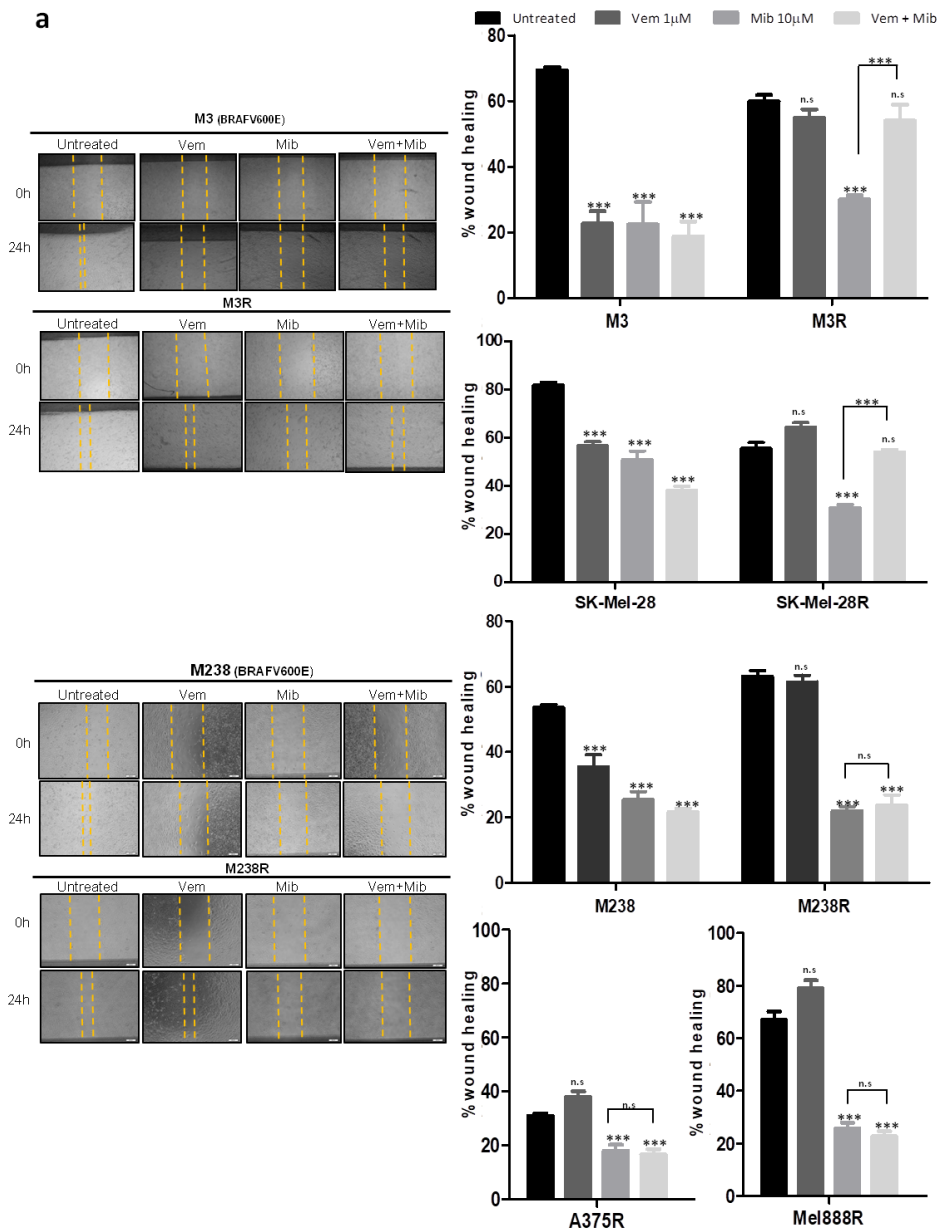 a
Untreated Vem 1µM Mib 10µM Vem + Mib
M3 (BRAFV600E)
Untreated Vem Mib Vem+Mib
0h
24h
M3R
Untreated Vem Mib Vem+Mib
0h
24h
% wound healing
80
60
40
20
0
*** *** ***
n.s *** n.s
***
M3 M3R
% wound healing
100
80
60
40
20
0
*** *** ***
n.s *** n.s
***
SK-Mel-28 SK-Mel-28R
M238 (BRAFV600E)
Untreated Vem Mib Vem+Mib
0h
24h
M238R
Untreated Vem Mib Vem+Mib
0h
24h
% wound healing
80
60
40
20
0
*** *** ***
n.s *** ***
n.s
M238 M238R
% wound healing
100
80
60
40
20
0
n.s *** ***
n.s
A375R
% wound healing
100
80
60
40
20
0
n.s *** ***
n.s
Mel888R